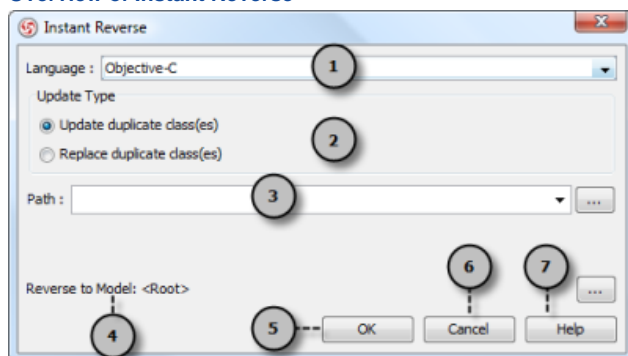 Overview of Instant Reverse
Instant Reverse
Language : Objective-C
1
Update Type
Update duplicate class(es)
2
Replace duplicate class(es)
Path :
3
...
Reverse to Model: <Root>
...
4
5
OK
6
Cancel
7
Help